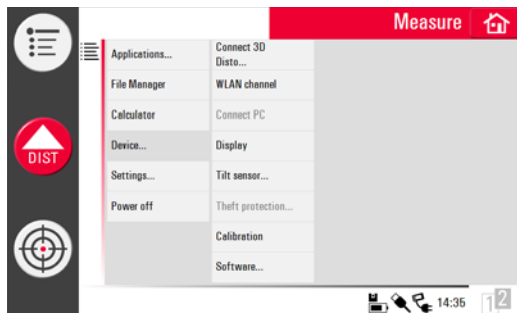 Measure
Applications...
File Manager
Calculator
Device...
Settings...
Power off
Connect 3D
Disto...
WLAN channel
Connect PC
Display
Tilt sensor...
Theft protection...
Calibration
Software...
DIST
14:35
1 2